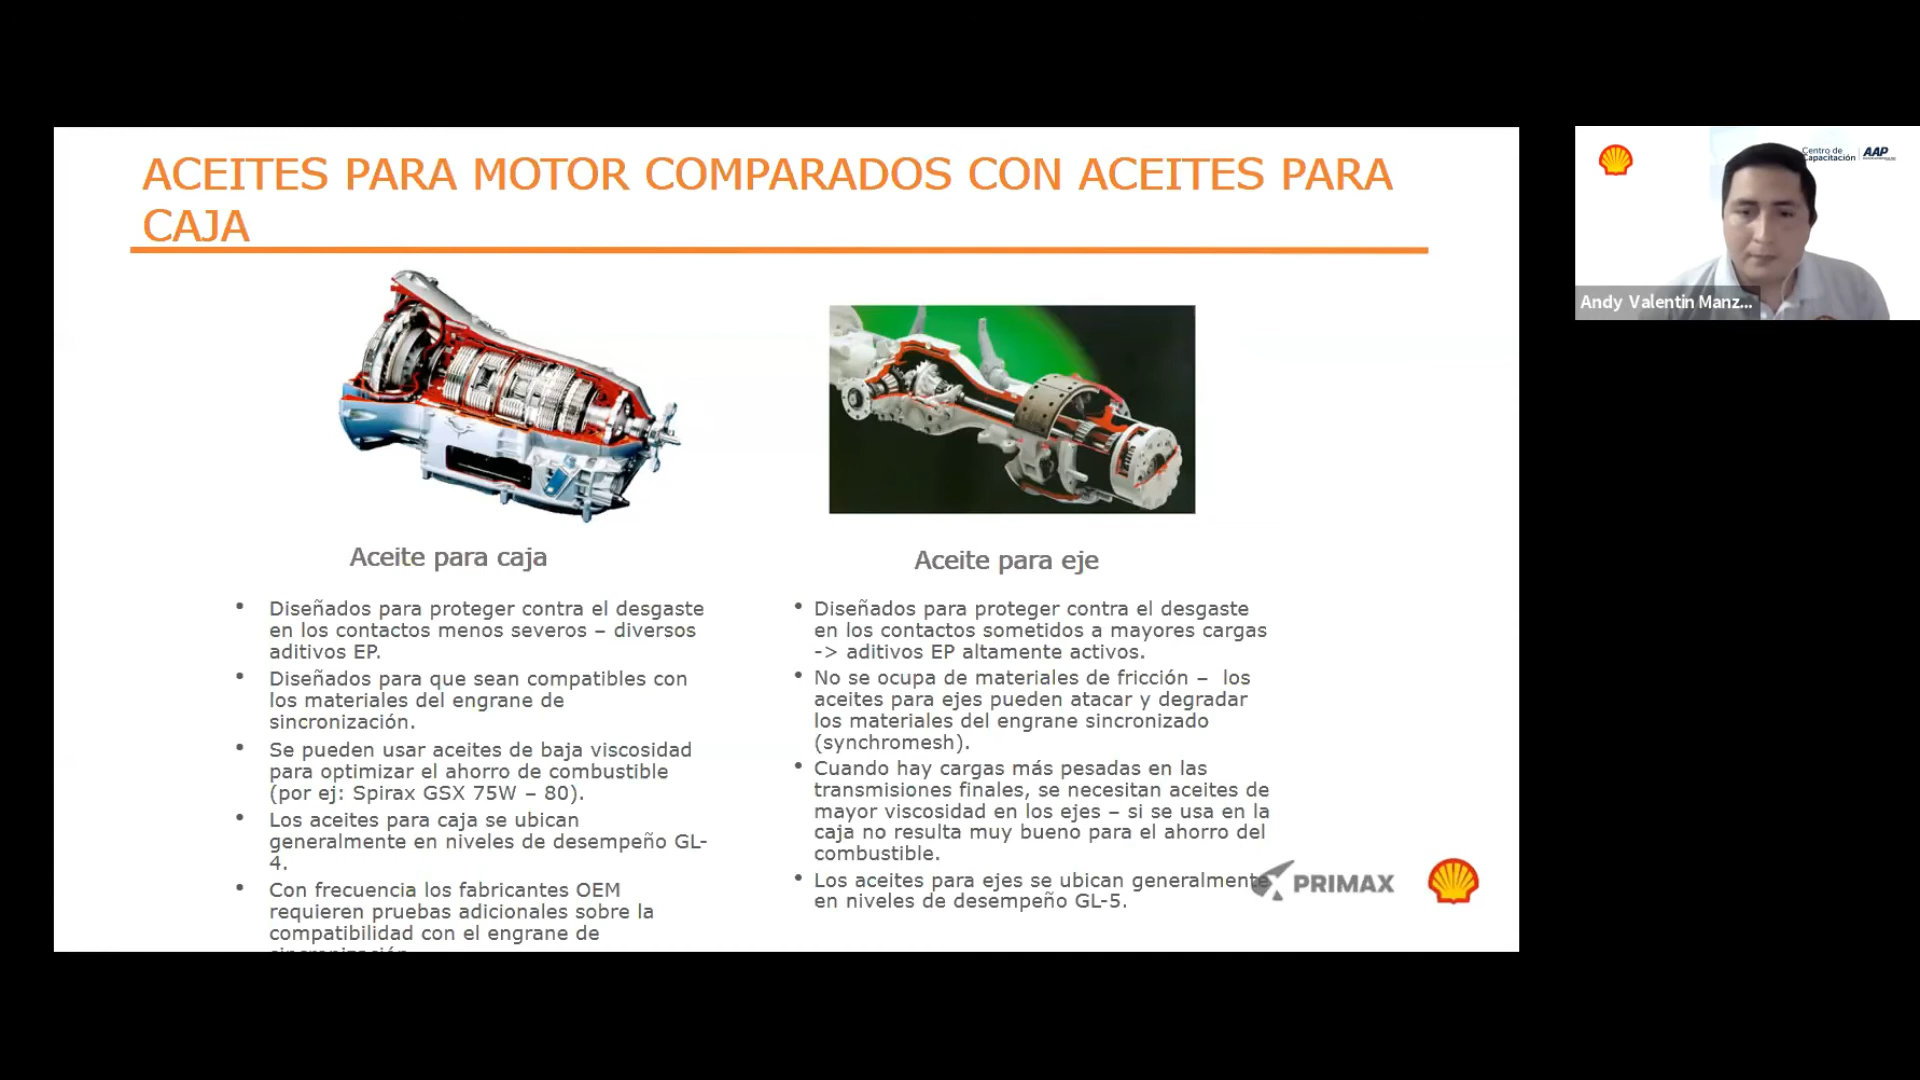 ACEITES PARA MOTOR COMPARADOS CON ACEITES PARA
CAJA
Aceite para caja
• Diseñados para proteger contra el desgaste
en los contactos menos severos – diversos
aditivos EP.
• Diseñados para que sean compatibles con
los materiales del engrane de
sincronización.
• Se pueden usar aceites de baja viscosidad
para optimizar el ahorro de combustible
(por ej: Spirax GSX 75W – 80).
• Los aceites para caja se ubican
generalmente en niveles de desempeño GL-
4.
• Con frecuencia los fabricantes OEM
requieren pruebas adicionales sobre la
compatibilidad con el engrane de
Aceite para eje
• Diseñados para proteger contra el desgaste
en los contactos sometidos a mayores cargas
-> aditivos EP altamente activos.
• No se ocupa de materiales de fricción – los
aceites para ejes pueden atacar y degradar
los materiales del engrane sincronizado
(synchromesh).
• Cuando hay cargas más pesadas en las
transmisiones finales, se necesitan aceites de
mayor viscosidad en los ejes – si se usa en la
caja no resulta muy bueno para el ahorro del
combustible.
• Los aceites para ejes se ubican generalmente
en niveles de desempeño GL-5.
PRIMAX
Centro de
Capacitación
AAP
Andy Valentin Manz...